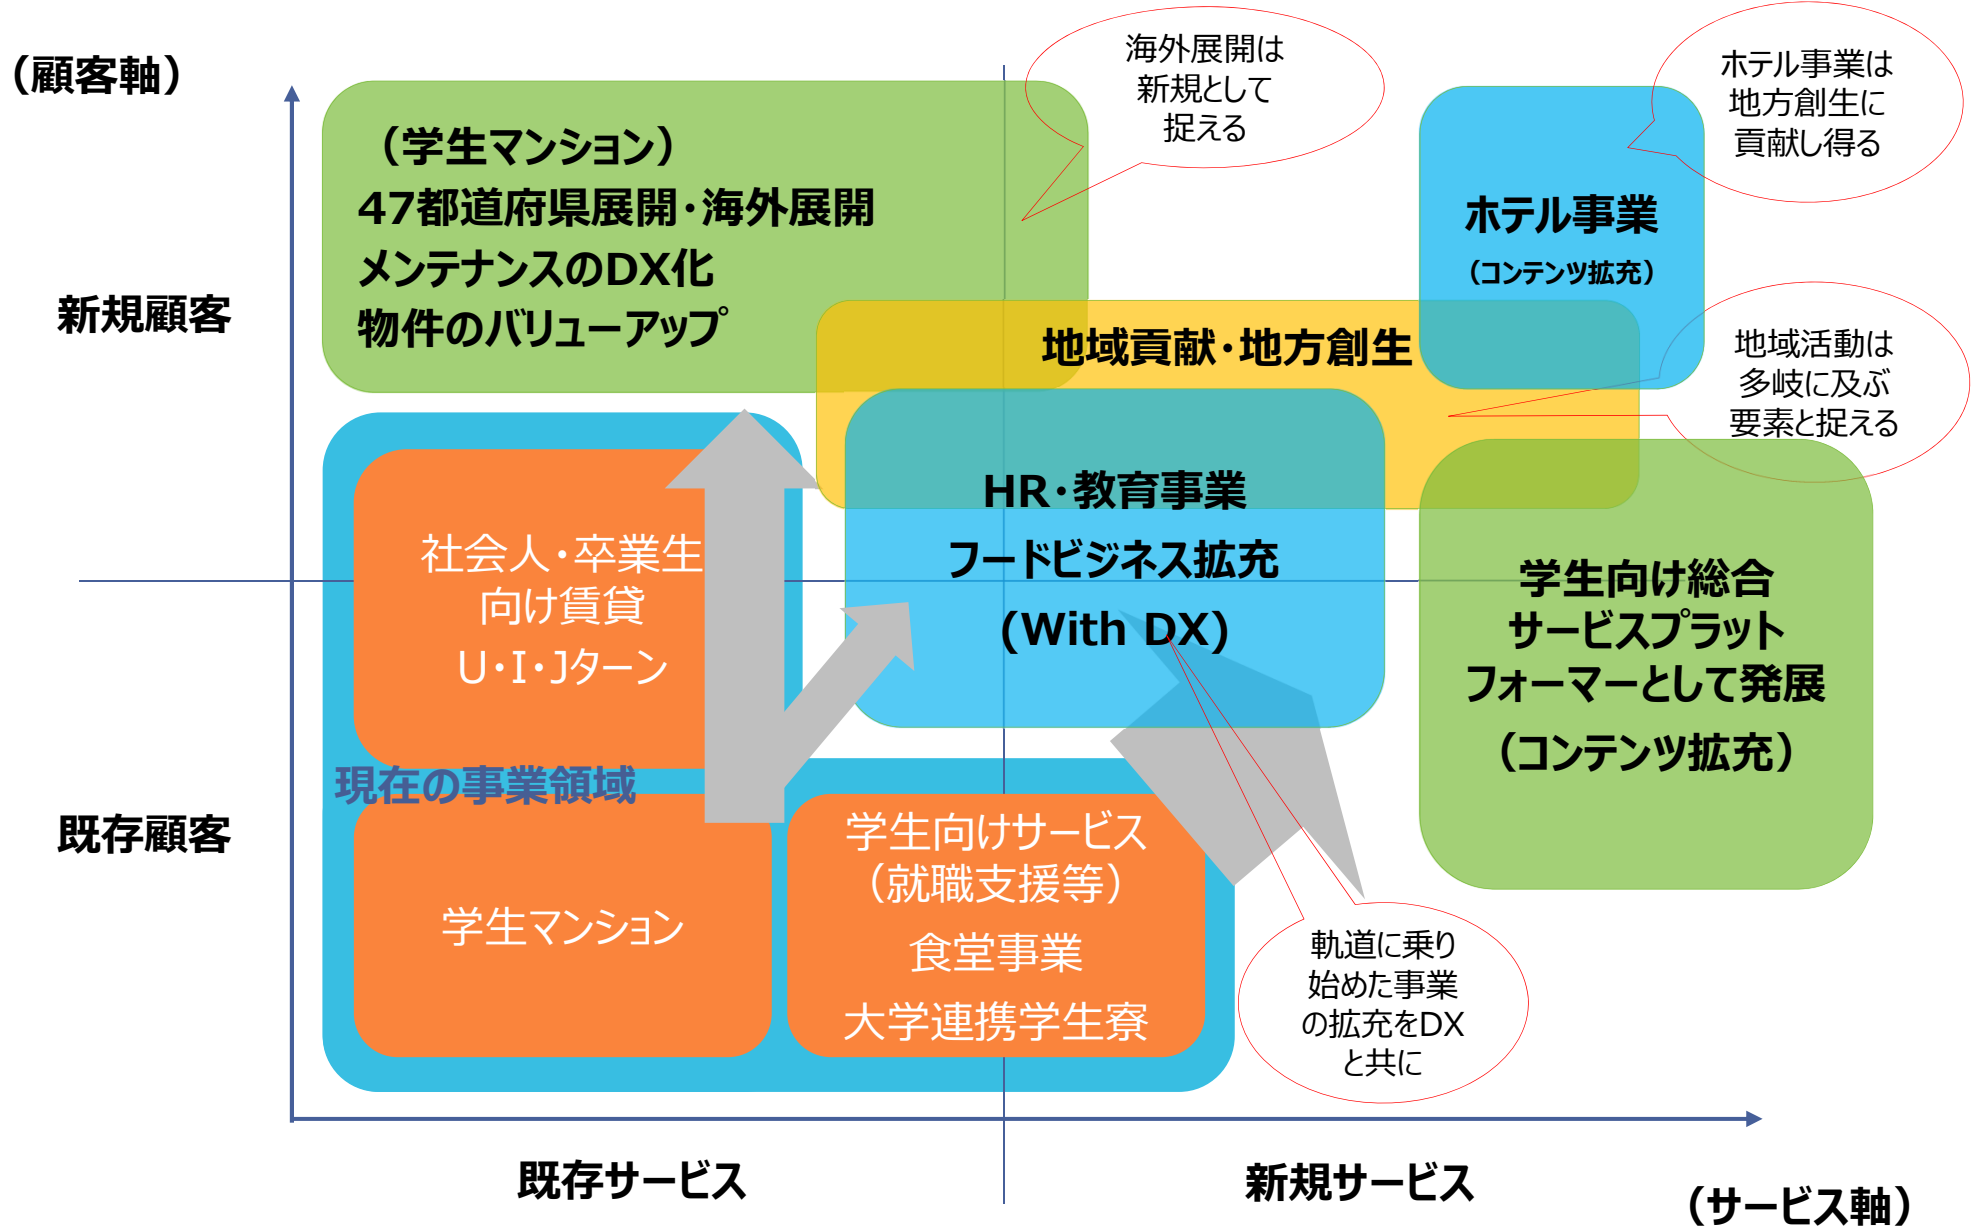 （顧客軸）
海外展開は
新規として
捉える
ホテル事業は
地方創生に
貢献し得る
（学生マンション）
47都道府県展開・海外展開
メンテナンスのDX化
物件のバリューアップ
ホテル事業
（コンテンツ拡充）
新規顧客
地域貢献・地方創生
地域活動は
多岐に及ぶ
要素と捉える
HR・教育事業
フードビジネス拡充
(With DX)
社会人・卒業生
向け賃貸
U・I・Jターン
学生向け総合
サービスプラット
フォーマーとして発展
（コンテンツ拡充）
現在の事業領域
既存顧客
学生マンション
学生向けサービス
（就職支援等）
食堂事業
大学連携学生寮
軌道に乗り
始めた事業
の拡充をDX
と共に
既存サービス
新規サービス
（サービス軸）